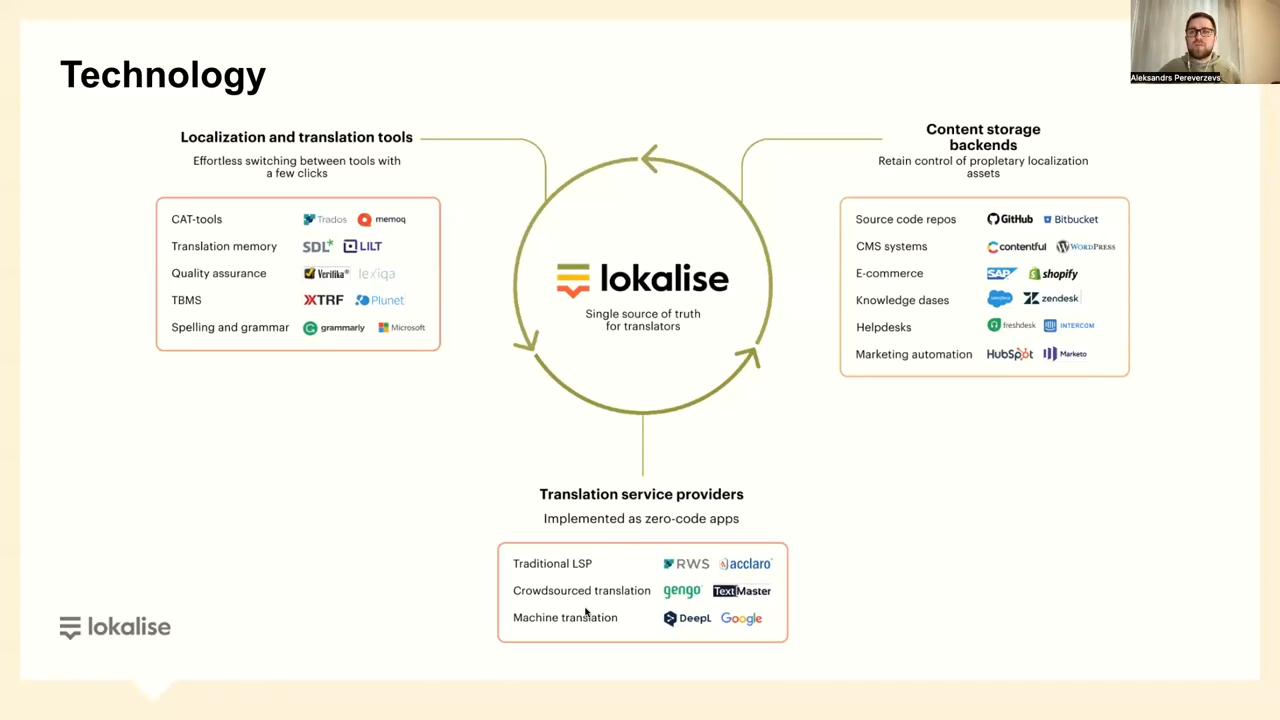 Technology
Aleksandrs Pereverzevs
Localization and translation tools
Effortless switching between tools with
a few clicks
CAT-tools Trados memoq
Translation memory SDL* LILT
Quality assurance Verifika® lexiqa
TBMS XTRF Plunet
Spelling and grammar grammarly Microsoft
lokalise
Single source of truth
for translators
Content storage
backends
Retain control of propletary localization
assets
Source code repos GitHub Bitbucket
CMS systems contentful WORDPRESS
E-commerce SAP shopify
Knowledge dases salesforce zendesk
Helpdesks freshdesk INTERCOM
Marketing automation HubSpot Marketo
Translation service providers
Implemented as zero-code apps
Traditional LSP RWS acclaro
Crowdsourced translation gengo TextMaster
Machine translation DeepL Google
lokalise